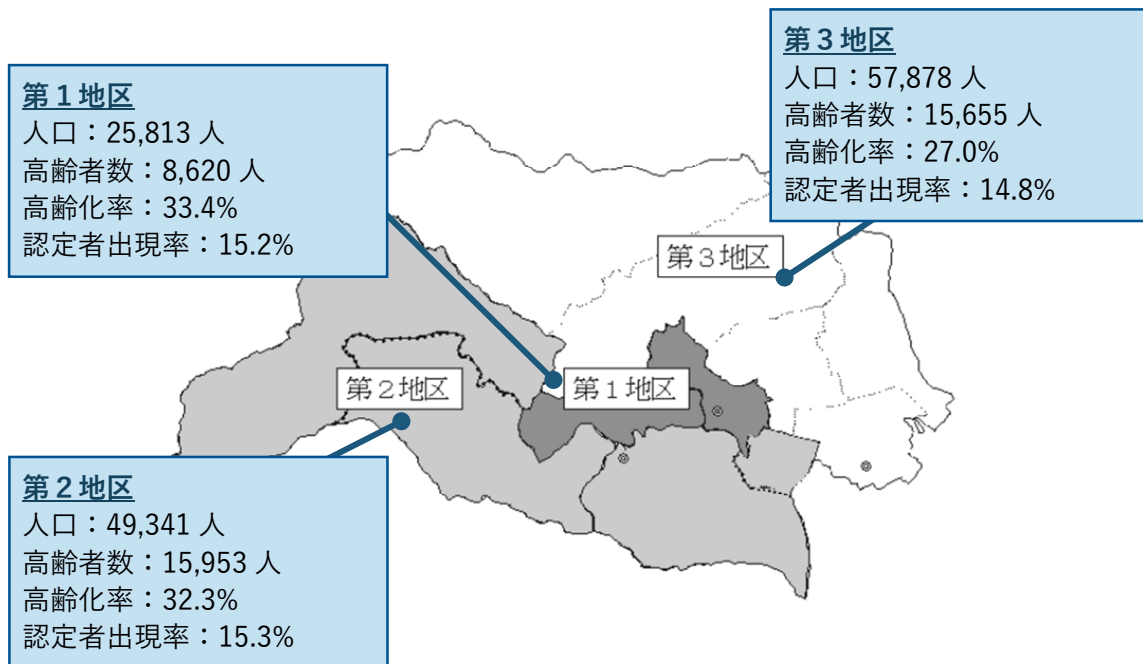 第１地区
人口：25,813 人
高齢者数：8,620 人
高齢化率：33.4%
認定者出現率：15.2%
第３地区
人口：57,878 人
高齢者数：15,655 人
高齢化率：27.0%
認定者出現率：14.8%
第３地区
第２地区
第１地区
第２地区
人口：49,341 人
高齢者数：15,953 人
高齢化率：32.3%
認定者出現率：15.3%